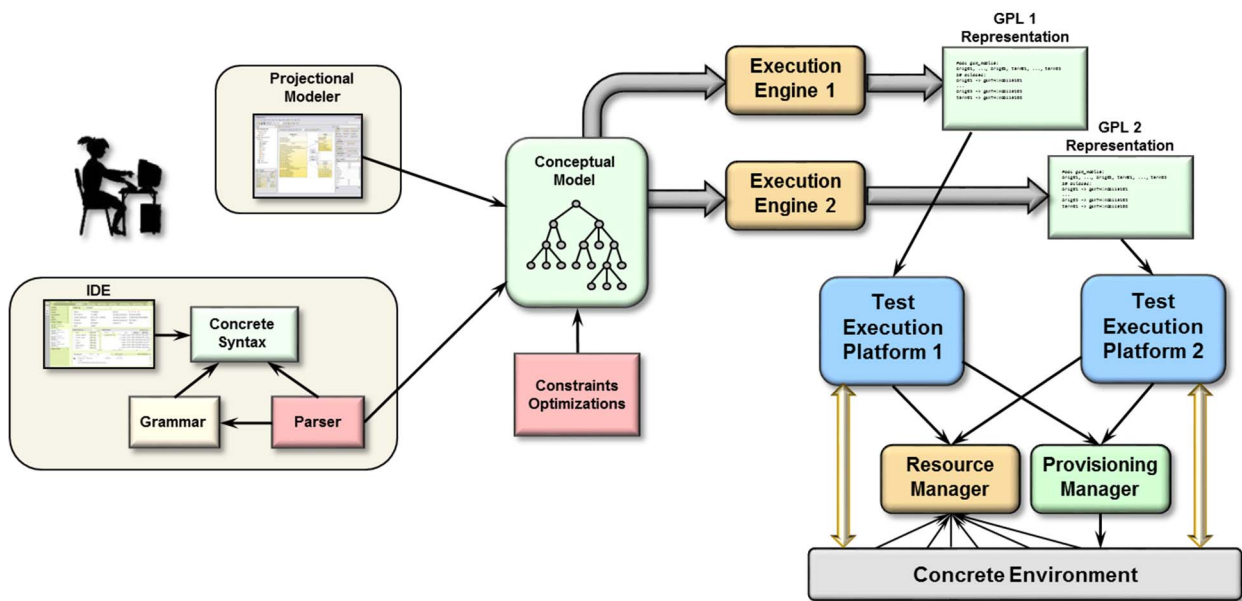 Projectional
Modeler
IDE
Concrete
Syntax
Grammar
Parser
Conceptual
Model
Constraints
Optimizations
Execution
Engine 1
Execution
Engine 2
GPL 1
Representation
GPL 2
Representation
Test
Execution
Platform 1
Test
Execution
Platform 2
Resource
Manager
Provisioning
Manager
Concrete Environment